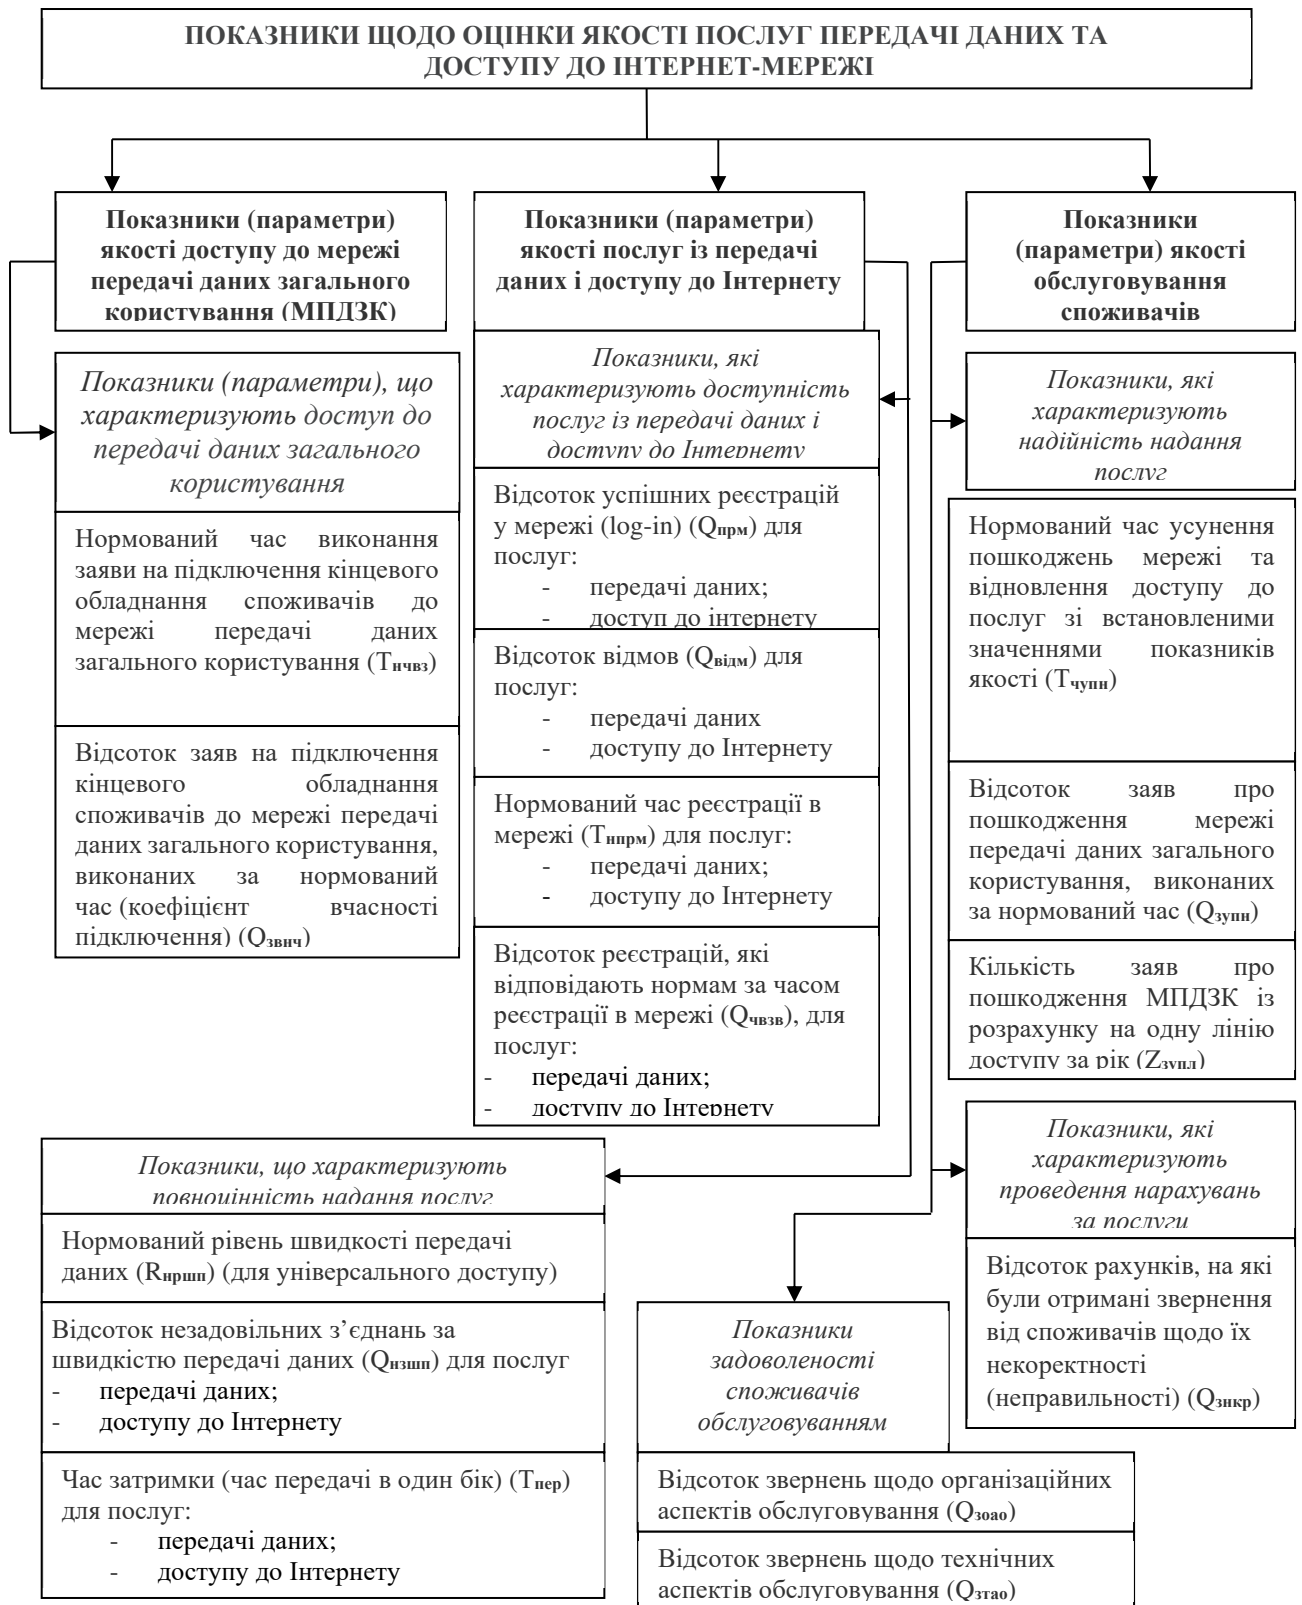 ПОКАЗНИКИ ЩОДО ОЦІНКИ ЯКОСТІ ПОСЛУГ ПЕРЕДАЧІ ДАНИХ ТА
ДОСТУПУ ДО ІНТЕРНЕТ-МЕРЕЖІ
Показники (параметри)
якості доступу до мережі
передачі даних загального
користування (МПДЗК)
Показники (параметри), що
характеризують доступ до
передачі даних загального
користування
Нормований час виконання
заяви на підключення кінцевого
обладнання споживачів до
мережі передачі даних
загального користування (Тнчвз)
Відсоток заяв на підключення
кінцевого обладнання
споживачів до мережі передачі
даних загального користування,
виконаних за нормований
час (коефіцієнт вчасності
підключення) (Qзвнч)
Показники (параметри)
якості послуг із передачі
даних і доступу до Інтернету
Показники, які
характеризують доступність
послуг із передачі даних і
доступу до Інтернету
Відсоток успішних реєстрацій
у мережі (log-in) (Qпрм) для
послуг:
- передачі даних;
- доступ до інтернету
Відсоток відмов (Qвідм) для
послуг:
- передачі даних
- доступу до Інтернету
Нормований час реєстрації в
мережі (Тнпрм) для послуг:
- передачі даних;
- доступу до Інтернету
Відсоток реєстрацій, які
відповідають нормам за часом
реєстрації в мережі (Qчвзв), для
послуг:
- передачі даних;
- доступу до Інтернету
Показники
(параметри) якості
обслуговування
споживачів
Показники, які
характеризують
надійність надання
послуг
Нормований час усунення
пошкоджень мережі та
відновлення доступу до
послуг зі встановленими
значеннями показників
якості (Тчупн)
Відсоток заяв про
пошкодження мережі
передачі даних загального
користування, виконаних
за нормований час (Qзупн)
Кількість заяв про
пошкодження МПДЗК із
розрахунку на одну лінію
доступу за рік (Zзупл)
Показники, які
характеризують
проведення нарахувань
за послуги
Відсоток рахунків, на які
були отримані звернення
від споживачів щодо їх
некоректності
(неправильності) (Qзнкр)
Показники, що характеризують
повноцінність надання послуг
Нормований рівень швидкості передачі
даних (Rнршп) (для універсального доступу)
Відсоток незадовільних з’єднань за
швидкістю передачі даних (Qнзшп) для послуг
- передачі даних;
- доступу до Інтернету
Час затримки (час передачі в один бік) (Тпер)
для послуг:
- передачі даних;
- доступу до Інтернету
Показники
задоволеності
споживачів
обслуговуванням
Відсоток звернень щодо організаційних
аспектів обслуговування (Qзоао)
Відсоток звернень щодо технічних
аспектів обслуговування (Qзтао)